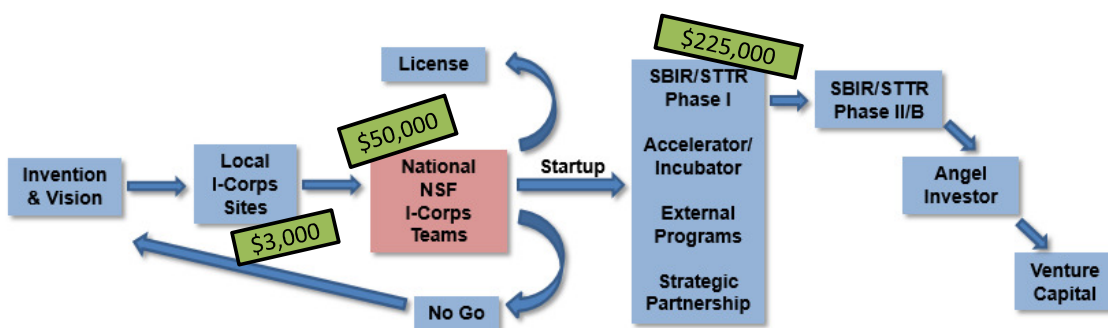 Invention
& Vision
Local
I-Corps
Sites
$3,000
$50,000
National
NSF
I-Corps
Teams
License
No Go
Startup
$225,000
SBIR/STTR
Phase I
Accelerator/
Incubator
External
Programs
Strategic
Partnership
SBIR/STTR
Phase II/B
Angel
Investor
Venture
Capital